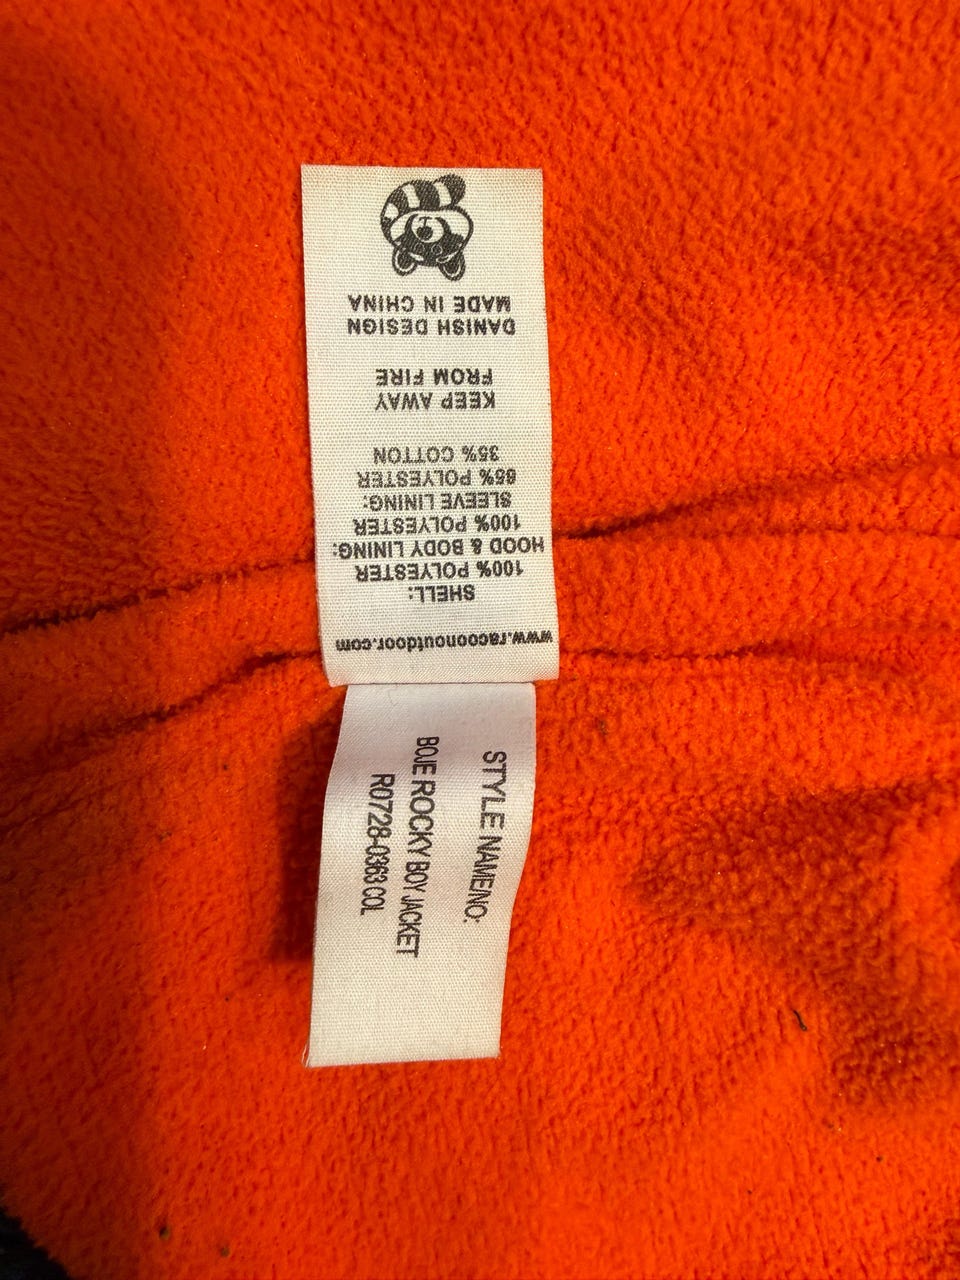 www.racoonoutdoor.com
SHELL:
100% POLYESTER
HOOD & BODY LINING:
100% POLYESTER
SLEEVE LINING:
65% POLYESTER
35% COTTON
KEEP AWAY
FROM FIRE
DANISH DESIGN
MADE IN CHINA
STYLE NAME/NO:
BOJE ROCKY BOY JACKET
R0728-0363 COL